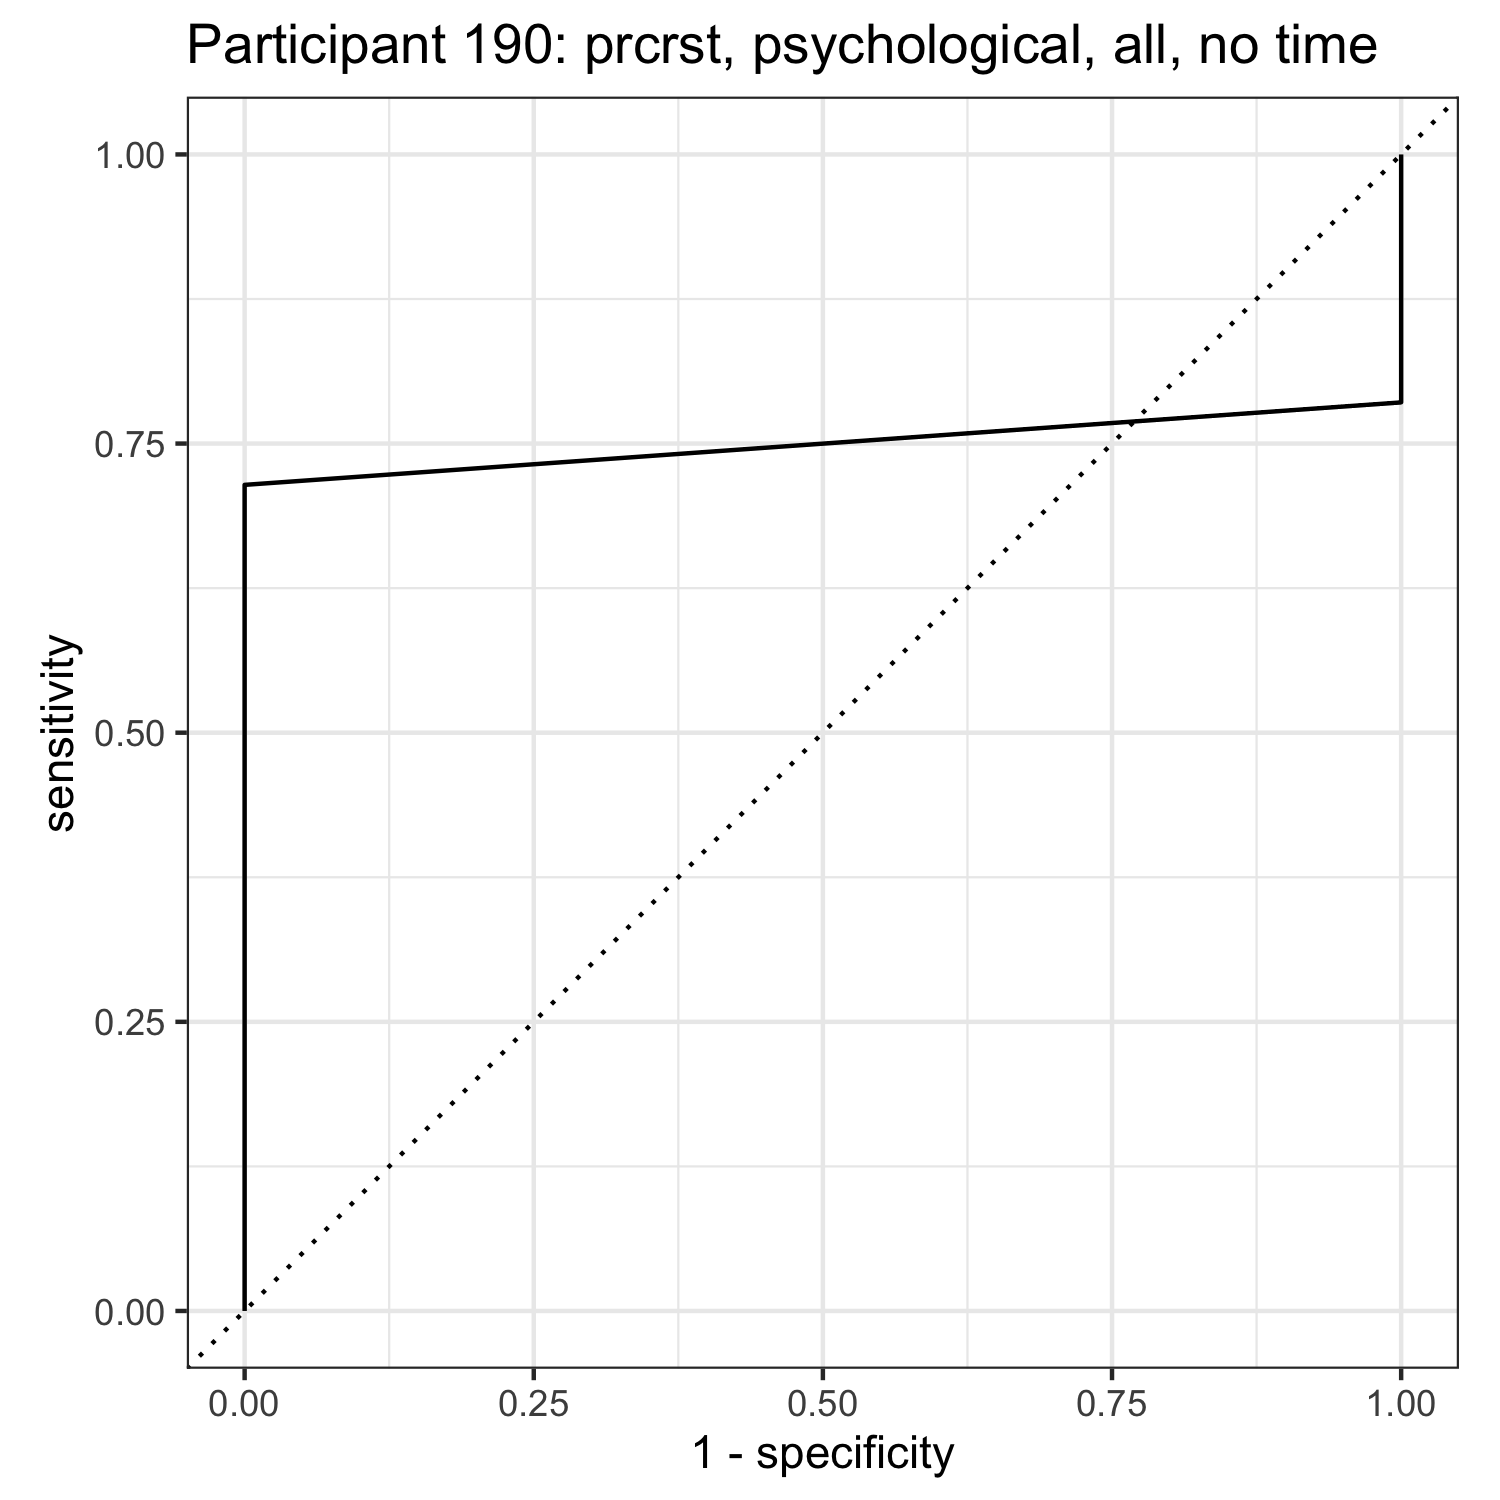 Participant 190: prcrst, psychological, all, no time
1.00
0.75
0.50
0.25
0.00
sensitivity
0.00 0.25 0.50 0.75 1.00
1 - specificity